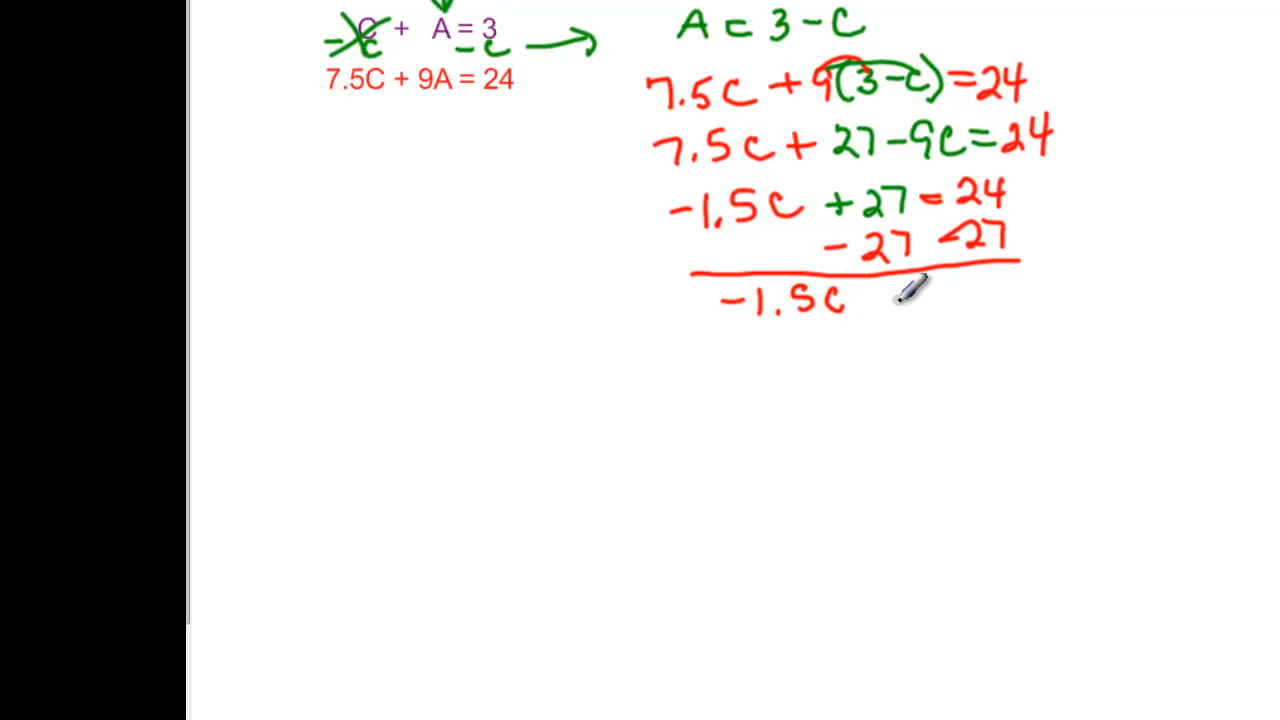 C + A = 3
-C -C
7.5C + 9A = 24
A = 3 - C
7.5C + 9(3 - C) = 24
7.5C + 27 - 9C = 24
-1.5C + 27 = 24
- 27 -27
-1.5C